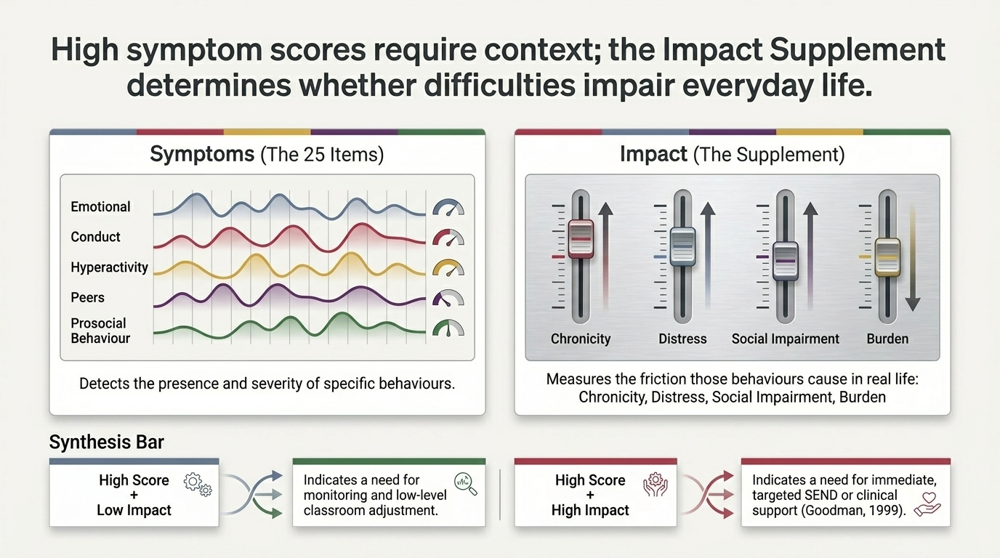 High symptom scores require context; the Impact Supplement
determines whether difficulties impair everyday life.
Symptoms (The 25 Items)
Emotional
Conduct
Hyperactivity
Peers
Prosocial
Behaviour
Detects the presence and severity of specific behaviours.
Impact (The Supplement)
Chronicity
Distress
Social Impairment
Burden
Measures the friction those behaviours cause in real life:
Chronicity, Distress, Social Impairment, Burden
Synthesis Bar
High Score
+
Low Impact
Indicates a need for
monitoring and low-level
classroom adjustment.
High Score
+
High Impact
Indicates a need for immediate,
targeted SEND or clinical
support (Goodman, 1999).